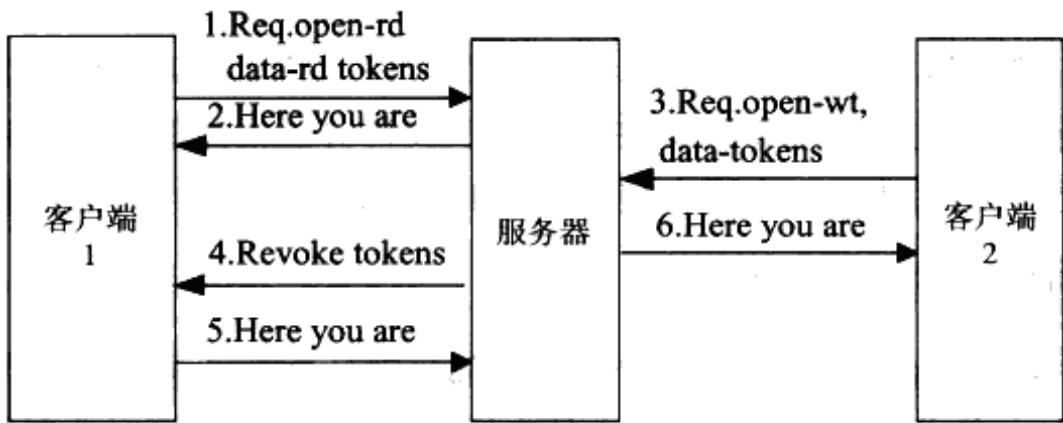 1.Req.open-rd
data-rd tokens
2.Here you are
3.Req.open-wt,
data-tokens
客户端
1
服务器
客户端
2
4.Revoke tokens
6.Here you are
5.Here you are